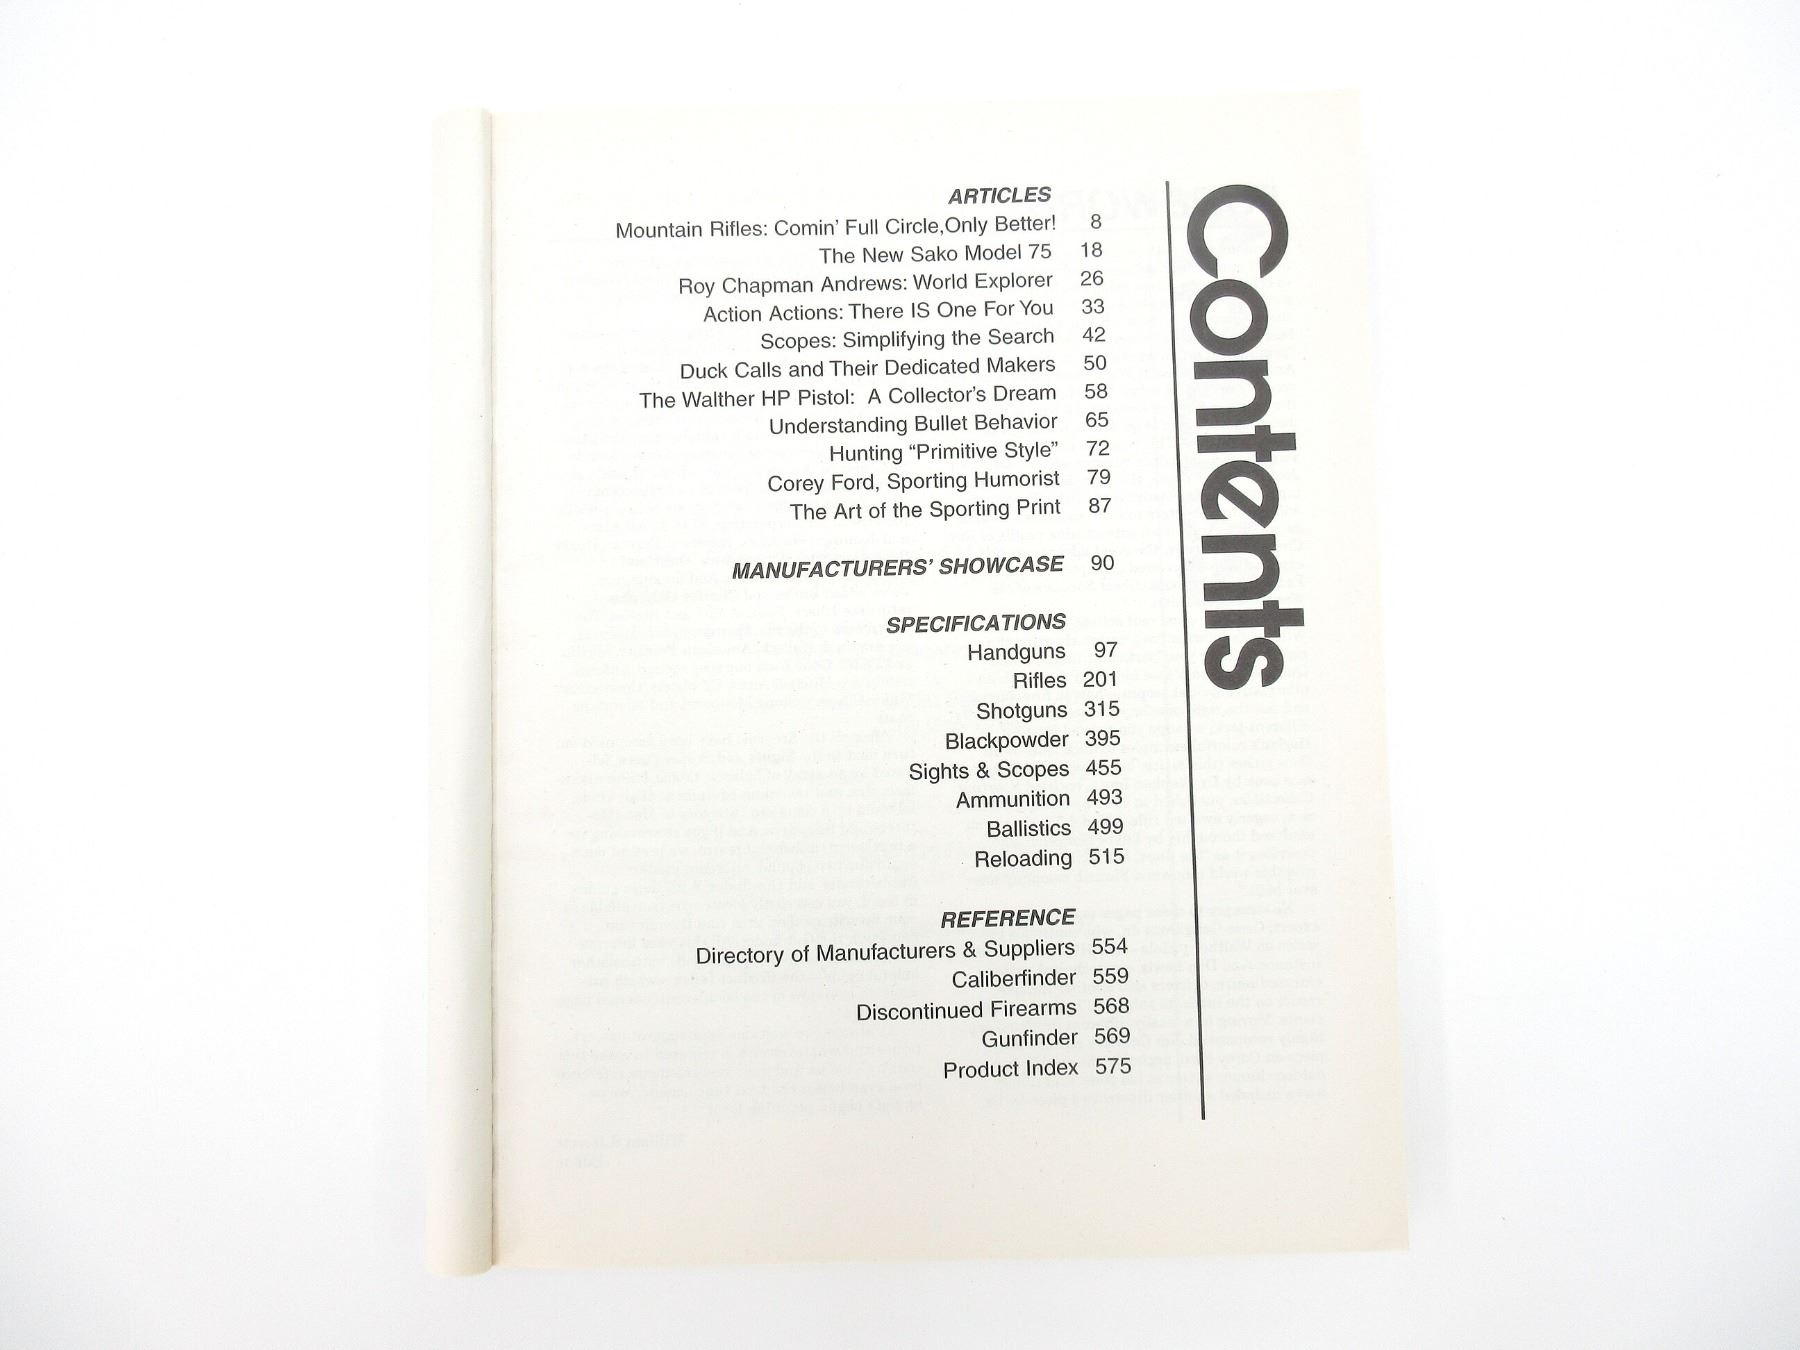 Contents
ARTICLES
Mountain Rifles: Comin' Full Circle,Only Better! 8
The New Sako Model 75 18
Roy Chapman Andrews: World Explorer 26
Action Actions: There IS One For You 33
Scopes: Simplifying the Search 42
Duck Calls and Their Dedicated Makers 50
The Walther HP Pistol: A Collector's Dream 58
Understanding Bullet Behavior 65
Hunting “Primitive Style” 72
Corey Ford, Sporting Humorist 79
The Art of the Sporting Print 87
MANUFACTURERS' SHOWCASE 90
SPECIFICATIONS
Handguns 97
Rifles 201
Shotguns 315
Blackpowder 395
Sights & Scopes 455
Ammunition 493
Ballistics 499
Reloading 515
REFERENCE
Directory of Manufacturers & Suppliers 554
Caliberfinder 559
Discontinued Firearms 568
Gunfinder 569
Product Index 575